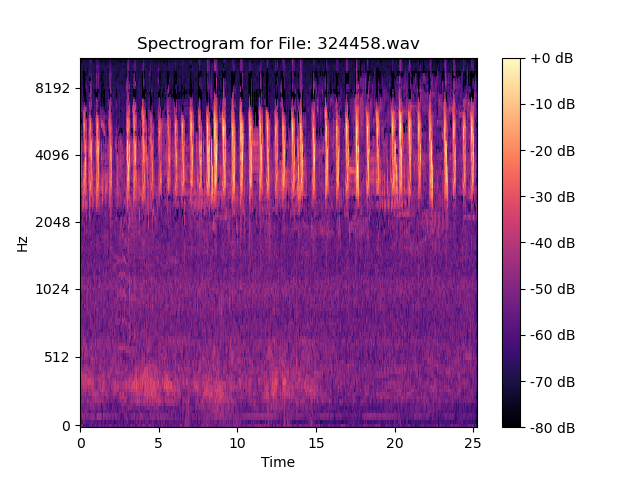 Spectrogram for File: 324458.wav
8192
4096
2048
1024
512
0
Hz
0 5 10 15 20 25
Time
+0 dB
-10 dB
-20 dB
-30 dB
-40 dB
-50 dB
-60 dB
-70 dB
-80 dB